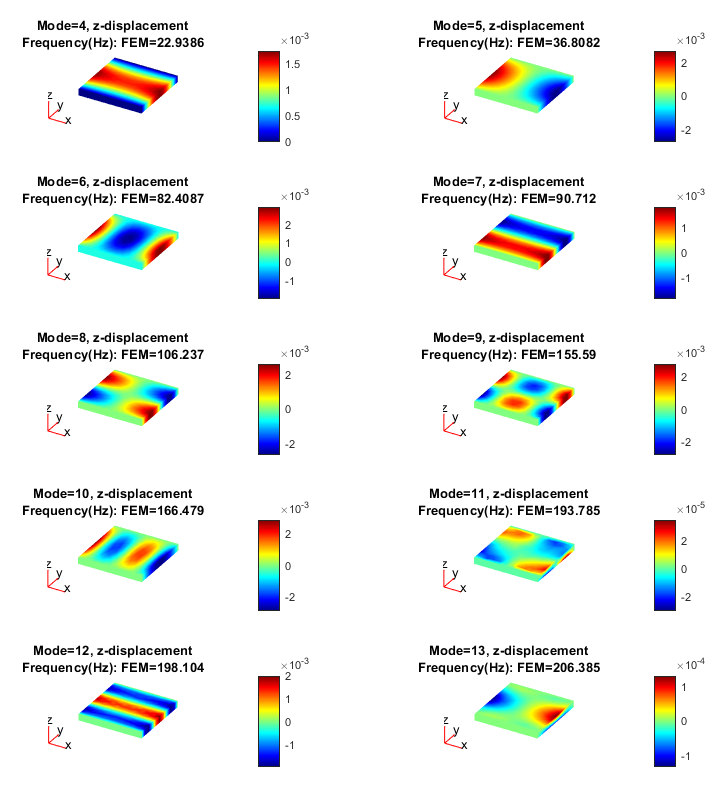 Mode=4, z-displacement
Frequency(Hz): FEM=22.9386
×10-3
1.5
1
0.5
0
z
y
x
Mode=5, z-displacement
Frequency(Hz): FEM=36.8082
×10-3
2
0
-2
z
y
x
Mode=6, z-displacement
Frequency(Hz): FEM=82.4087
×10-3
2
1
0
-1
z
y
x
Mode=7, z-displacement
Frequency(Hz): FEM=90.712
×10-3
1
0
-1
z
y
x
Mode=8, z-displacement
Frequency(Hz): FEM=106.237
×10-3
2
0
-2
z
y
x
Mode=9, z-displacement
Frequency(Hz): FEM=155.59
×10-3
2
0
-2
z
y
x
Mode=10, z-displacement
Frequency(Hz): FEM=166.479
×10-3
2
0
-2
z
y
x
Mode=11, z-displacement
Frequency(Hz): FEM=193.785
×10-5
2
0
-2
z
y
x
Mode=12, z-displacement
Frequency(Hz): FEM=198.104
×10-3
2
1
0
-1
z
y
x
Mode=13, z-displacement
Frequency(Hz): FEM=206.385
×10-4
1
0
-1
z
y
x